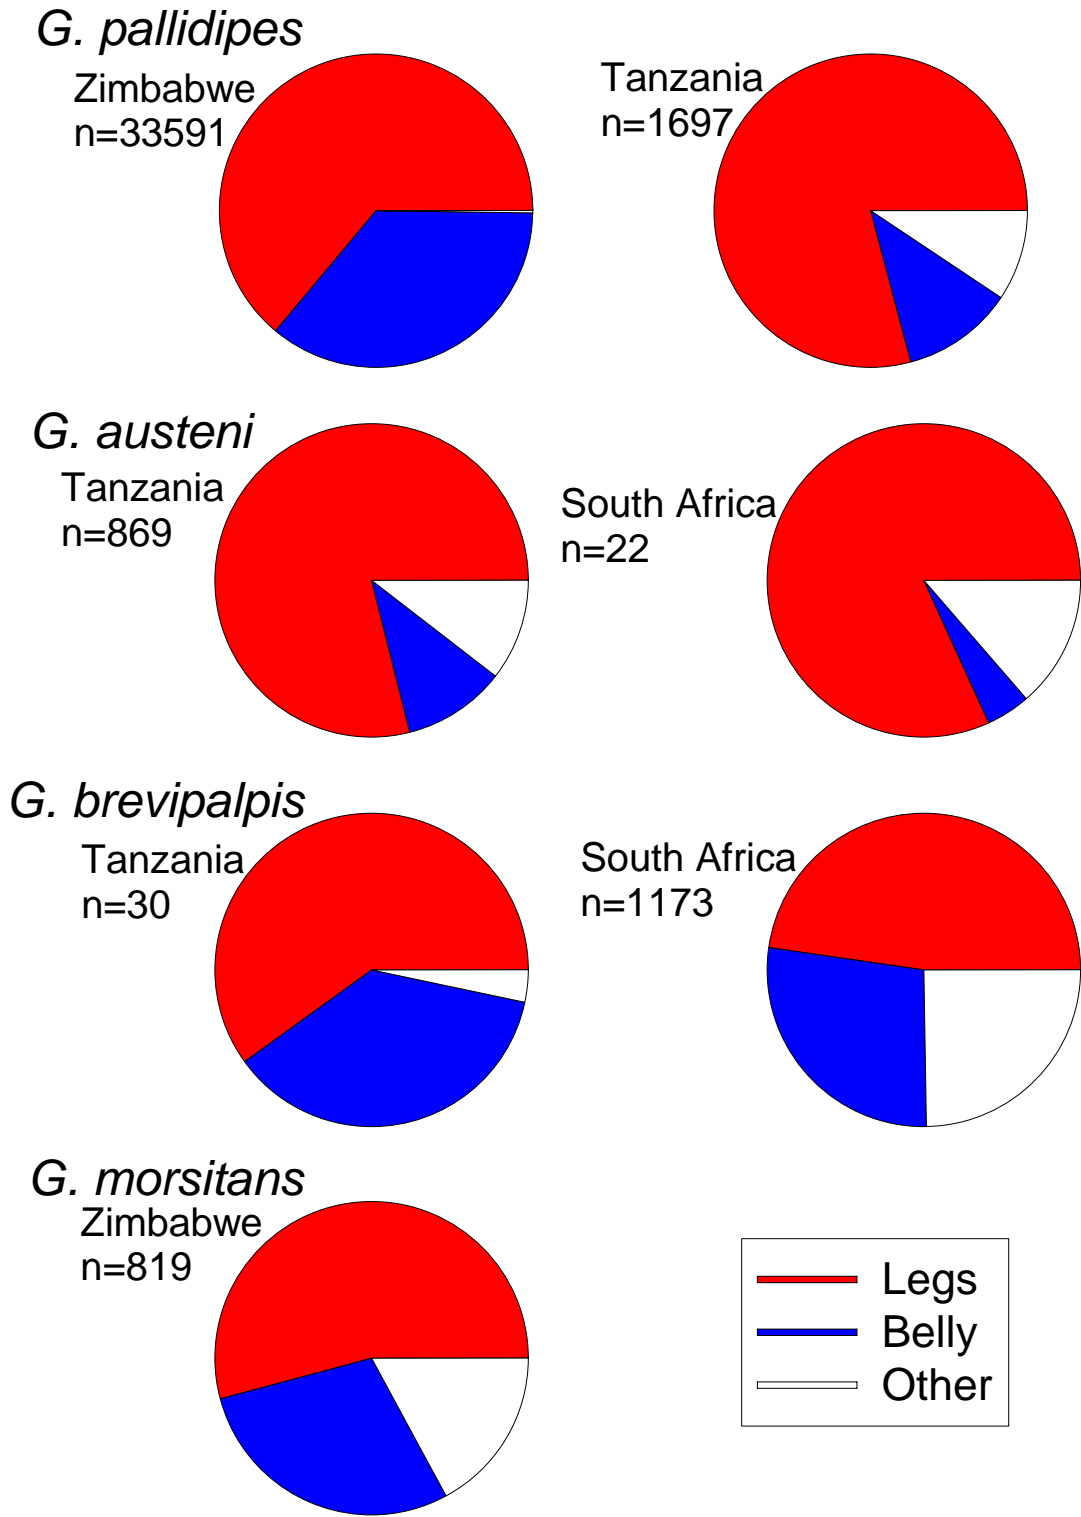 G. pallidipes
Zimbabwe
n=33591
Tanzania
n=1697
G. austeni
Tanzania
n=869
South Africa
n=22
G. brevipalpis
Tanzania
n=30
South Africa
n=1173
G. morsitans
Zimbabwe
n=819
Legs
Belly
Other